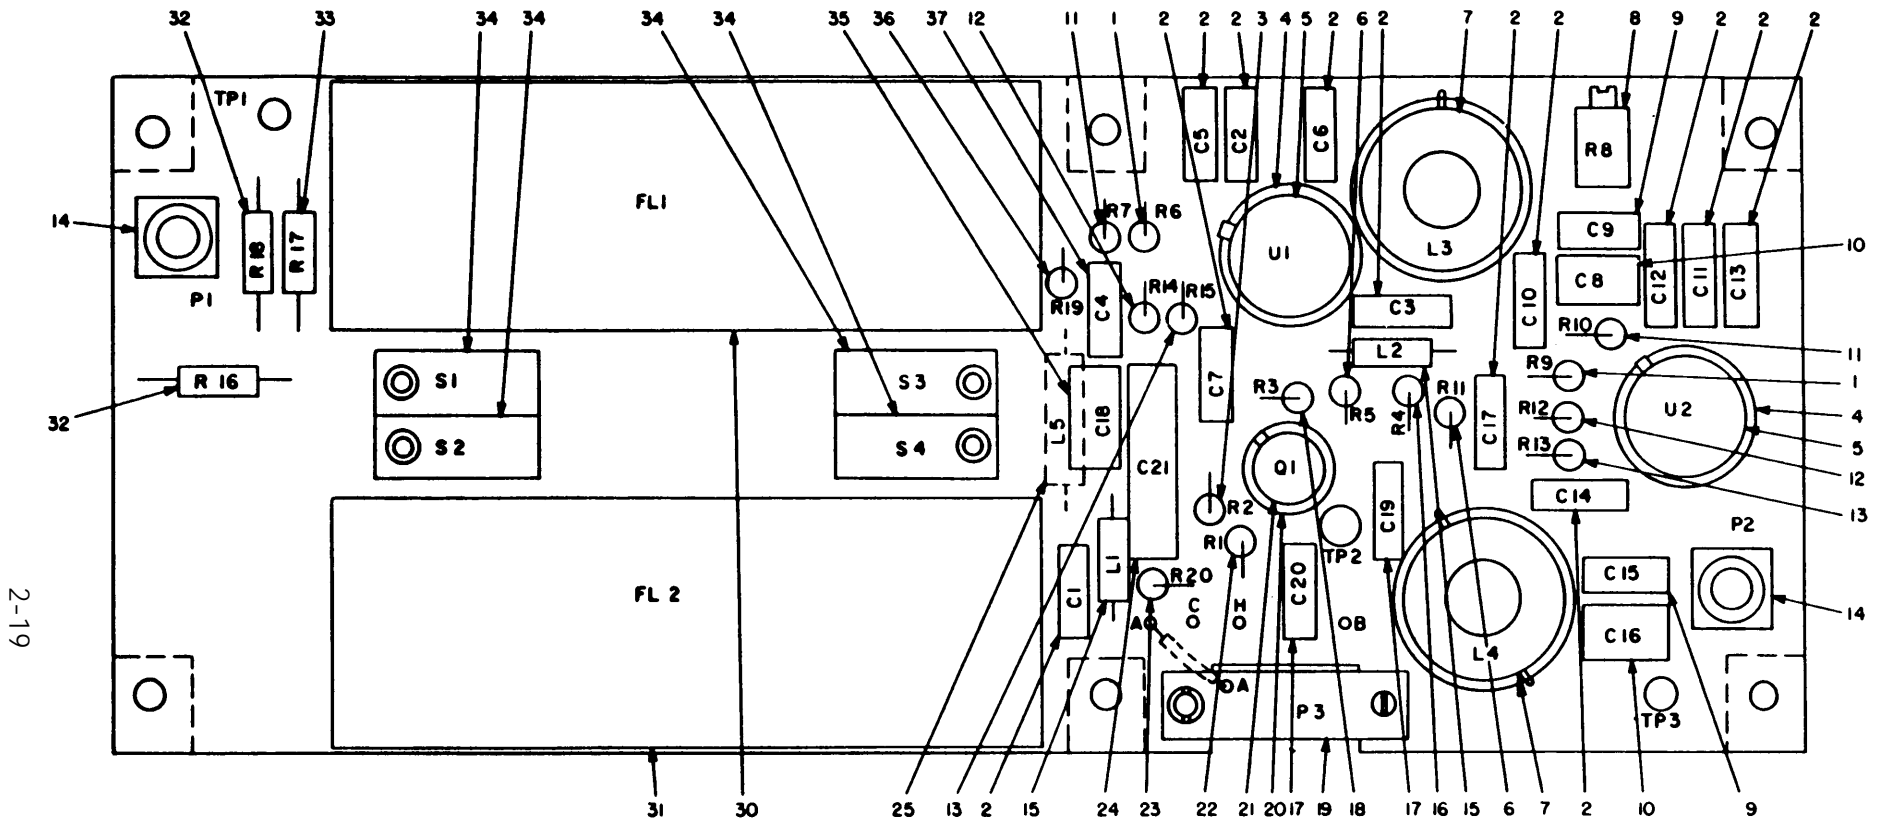 32 33 34 34 34 34 35 36 37 12 11 1 2 2 2 3 4 5 2 6 2 7 2 2 8 9 2 2 2
TP1
C5 C2 C6
R8
FL1
14
R7 R6
C9
R18 R17
U1
L3
10
P1
C8
C12 C11 C13
R14 R15
R19 C4
C3
C10
R10
L2
11
R 16
S1
S3
C7
R3
R9
1
R5 R4 R11
U2
4
32
R12
L5 C18
C17
S2
S4
R13
5
C21
Q1
12
C14
R2
C19
13
P2
R1
TP2
L1
C15
R20
C1
C20
FL 2
C
H
14
A
OB
C16
L4
A
P3
TP3
2-19
31 30 25 13 2 15 24 23 22 21 20 17 19 18 17 16 15 6 7 2 10 9